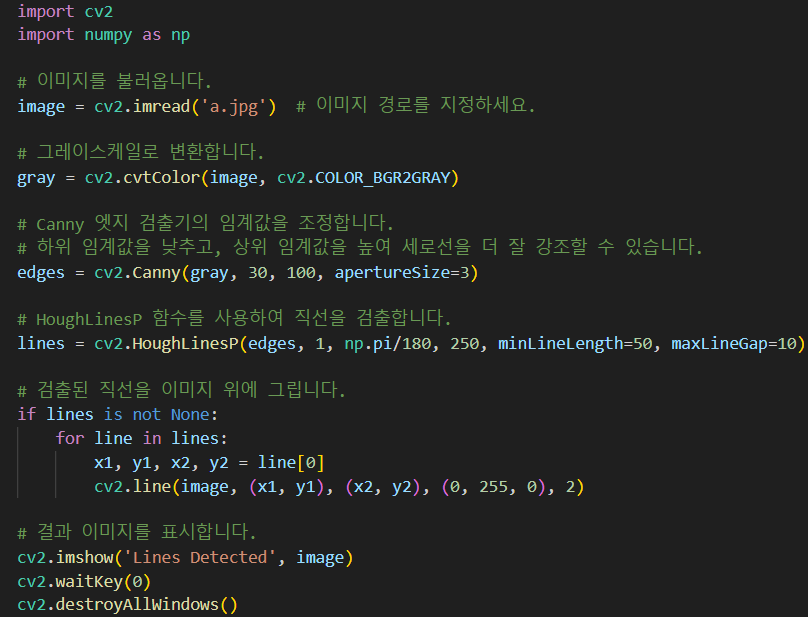 import cv2
import numpy as np
# 이미지를 불러옵니다.
image = cv2.imread('a.jpg')  # 이미지 경로를 지정하세요.
# 그레이스케일로 변환합니다.
gray = cv2.cvtColor(image, cv2.COLOR_BGR2GRAY)
# Canny 엣지 검출기의 임계값을 조정합니다.
# 하위 임계값을 낮추고, 상위 임계값을 높여 세로선을 더 잘 강조할 수 있습니다.
edges = cv2.Canny(gray, 30, 100, apertureSize=3)
# HoughLinesP 함수를 사용하여 직선을 검출합니다.
lines = cv2.HoughLinesP(edges, 1, np.pi/180, 250, minLineLength=50, maxLineGap=10)
# 검출된 직선을 이미지 위에 그립니다.
if lines is not None:
    for line in lines:
        x1, y1, x2, y2 = line[0]
        cv2.line(image, (x1, y1), (x2, y2), (0, 255, 0), 2)
# 결과 이미지를 표시합니다.
cv2.imshow('Lines Detected', image)
cv2.waitKey(0)
cv2.destroyAllWindows()